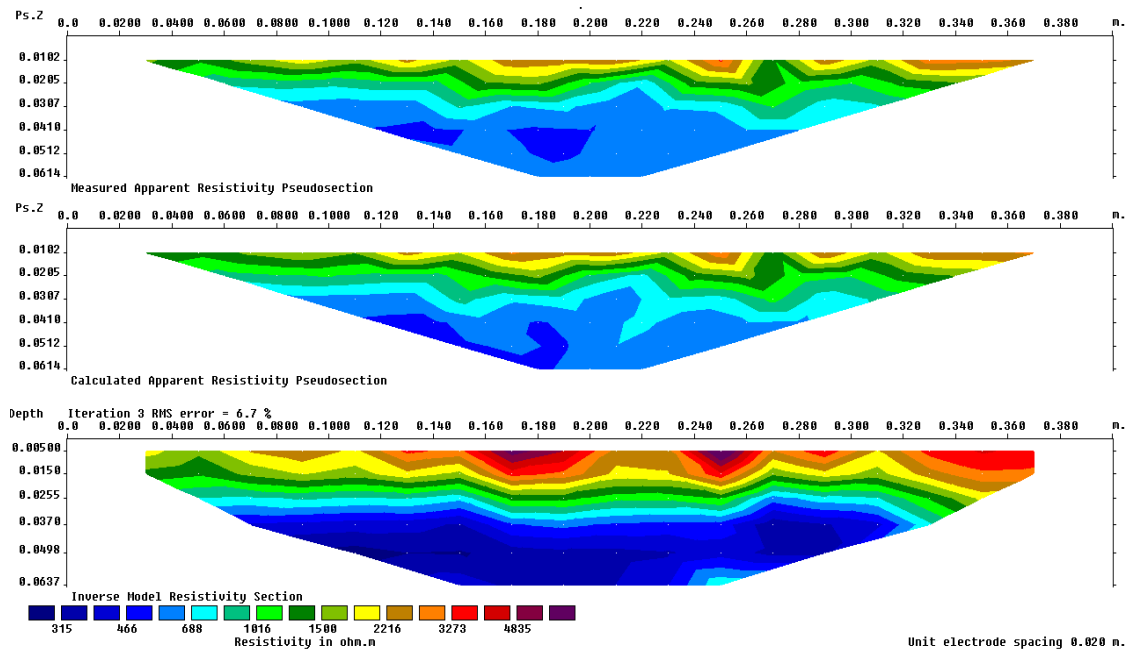 Ps.Z 0.0 0.0200 0.0400 0.0600 0.0800 0.1000 0.120 0.140 0.160 0.180 0.200 0.220 0.240 0.260 0.280 0.300 0.320 0.340 0.360 0.380 m.
0.0102
0.0205
0.0307
0.0410
0.0512
0.0614
Measured Apparent Resistivity Pseudosection
Ps.Z 0.0 0.0200 0.0400 0.0600 0.0800 0.1000 0.120 0.140 0.160 0.180 0.200 0.220 0.240 0.260 0.280 0.300 0.320 0.340 0.360 0.380 m.
0.0102
0.0205
0.0307
0.0410
0.0512
0.0614
Calculated Apparent Resistivity Pseudosection
Depth Iteration 3 RMS error = 6.7 %
0.0 0.0200 0.0400 0.0600 0.0800 0.1000 0.120 0.140 0.160 0.180 0.200 0.220 0.240 0.260 0.280 0.300 0.320 0.340 0.360 0.380 m.
0.00500
0.0150
0.0255
0.0370
0.0498
0.0637
Inverse Model Resistivity Section
315 466 688 1016 1500 2216 3273 4835
Resistivity in ohm.m Unit electrode spacing 0.020 m.